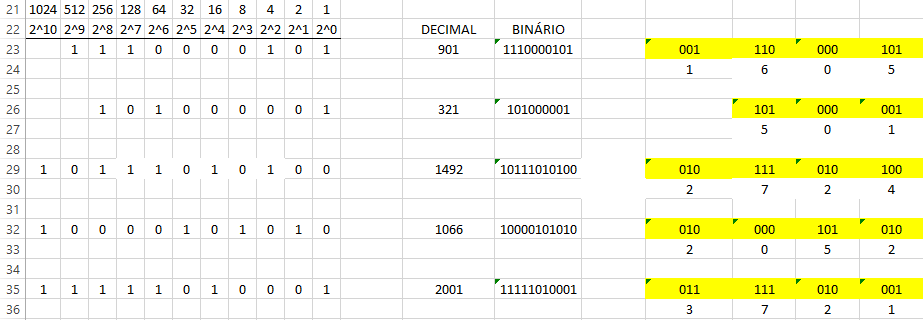 21 1024 512 256 128 64 32 16 8 4 2 1
22 2^10 2^9 2^8 2^7 2^6 2^5 2^4 2^3 2^2 2^1 2^0 DECIMAL BINÁRIO
23 1 1 1 0 0 0 0 1 0 1 901 1110000101 001 110 000 101
24 1 6 0 5
25
26 1 0 1 0 0 0 0 0 1 321 101000001 101 000 001
27 5 0 1
28
29 1 0 1 1 1 0 1 0 1 0 0 1492 10111010100 010 111 010 100
30 2 7 2 4
31
32 1 0 0 0 0 1 0 1 0 1 0 1066 10000101010 010 000 101 010
33 2 0 5 2
34
35 1 1 1 1 1 0 1 0 0 0 1 2001 11111010001 011 111 010 001
36 3 7 2 1